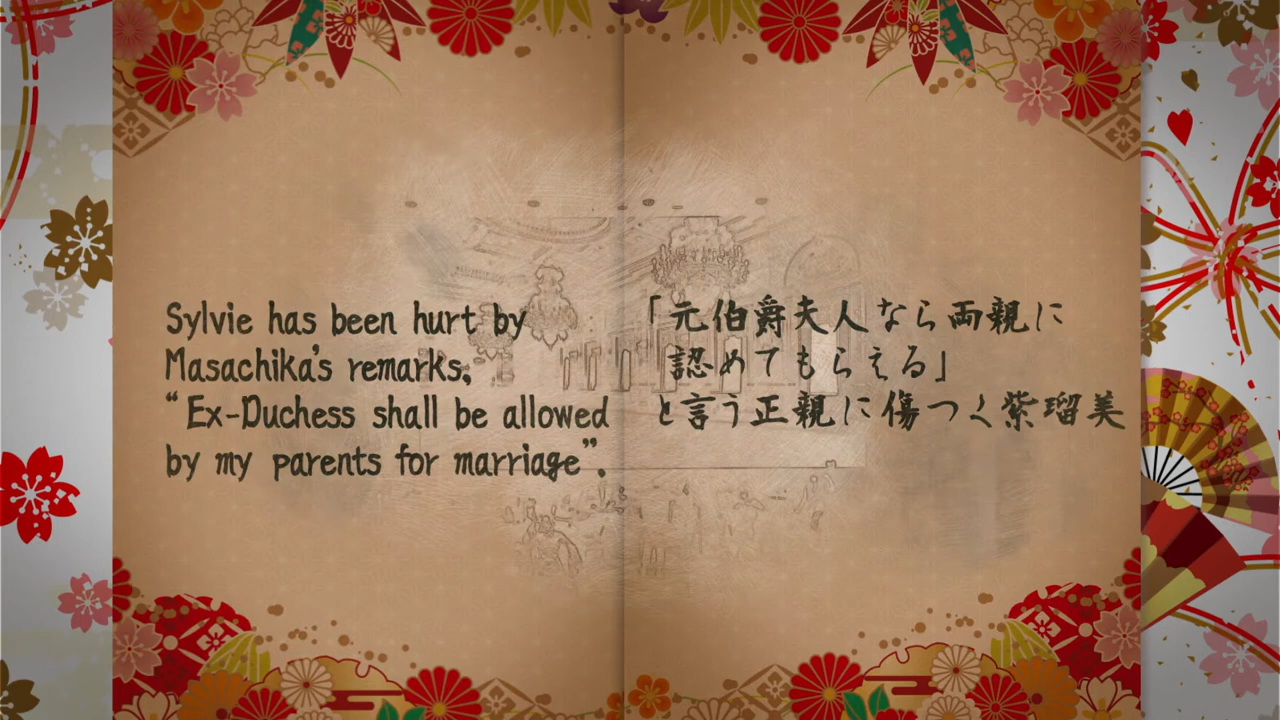 Sylvie has been hurt by
Masachika's remarks,
“Ex-Duchess shall be allowed
by my parents for marriage”.
「元伯爵夫人なら両親に
認めてもらえる」
と言う正親に傷つく紫瑠美